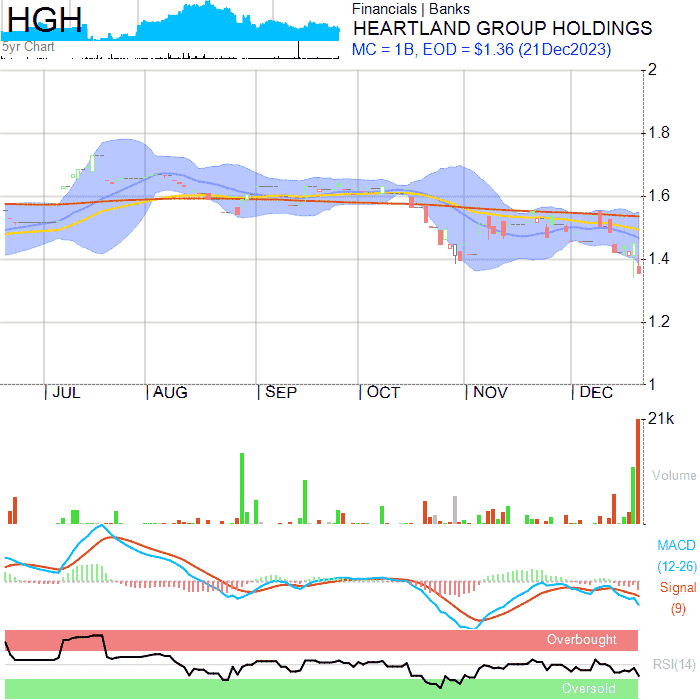 HGH
5yr Chart
Financials | Banks
HEARTLAND GROUP HOLDINGS
MC = 1B, EOD = $1.36 (21Dec2023)
2
1.8
1.6
1.4
1.2
1
JUL
AUG
SEP
OCT
NOV
DEC
21k
Volume
MACD
(12-26)
Signal
(9)
Overbought
RSI(14)
Oversold